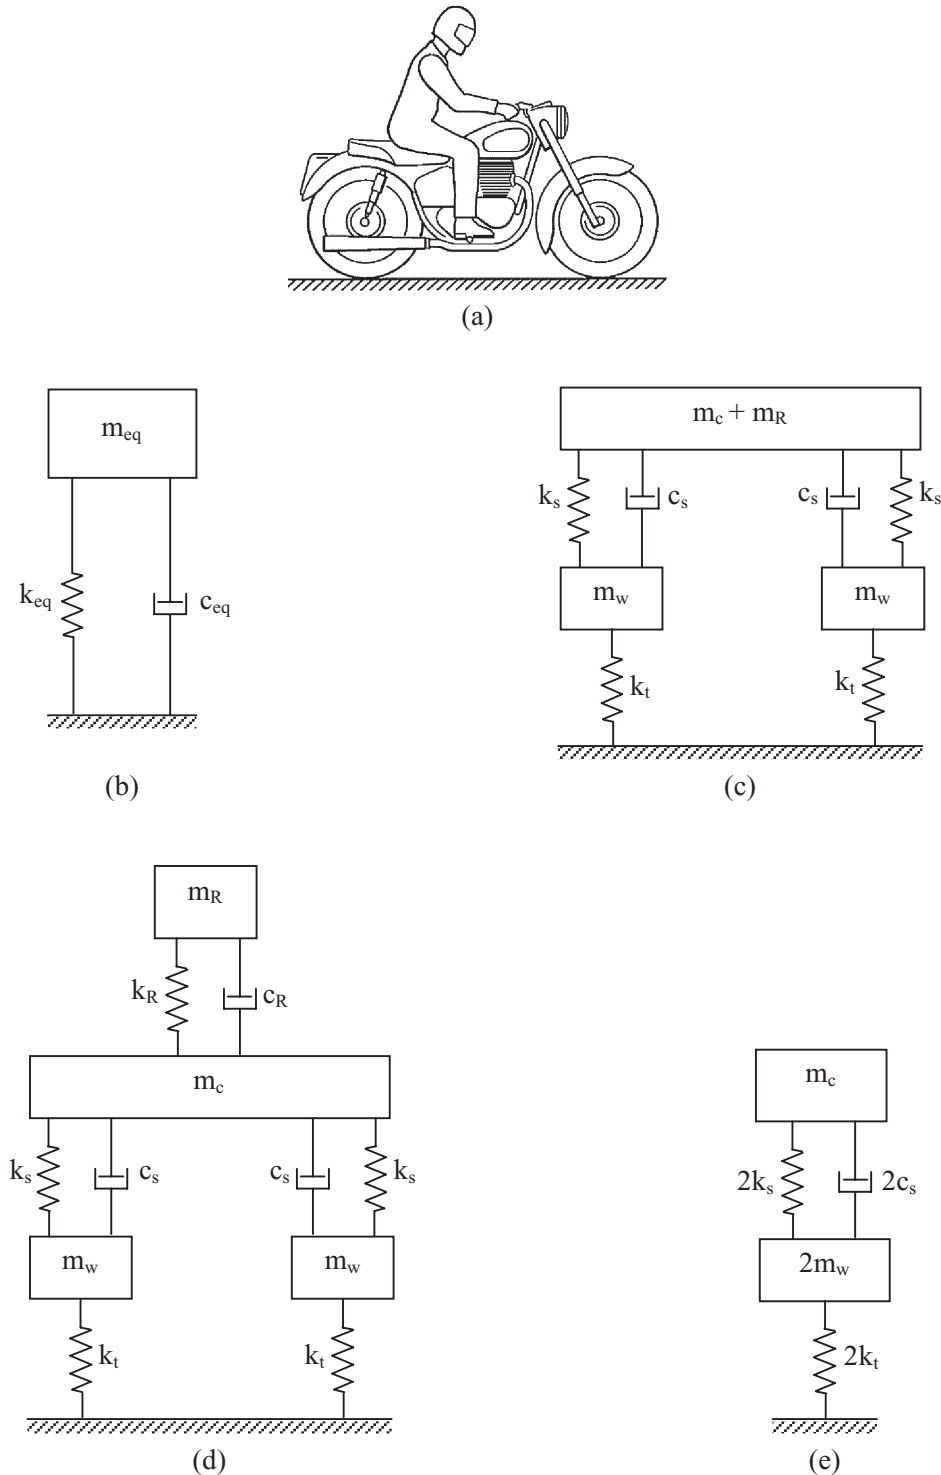 (a)
m_eq
k_eq
c_eq
(b)
m_c + m_R
k_s
c_s
c_s
k_s
m_w
m_w
k_t
k_t
(c)
m_R
k_R
c_R
m_c
k_s
c_s
c_s
k_s
m_w
m_w
k_t
k_t
(d)
m_c
2k_s
2c_s
2m_w
2k_t
(e)